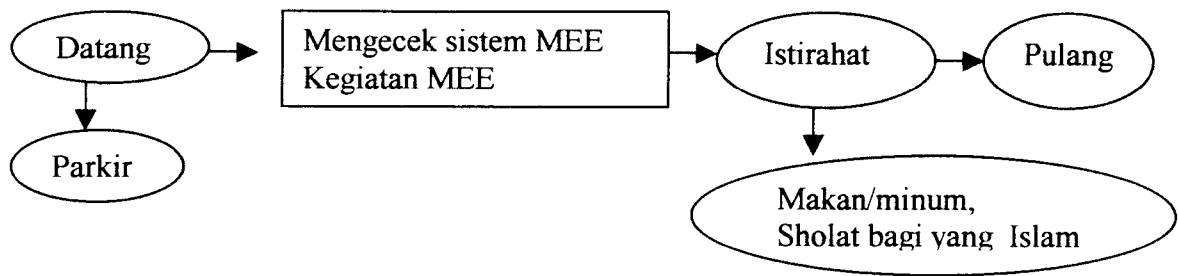 Datang
Mengecek sistem MEE
Kegiatan MEE
Istirahat
Pulang
Parkir
Makan/minum,
Sholat bagi yang Islam